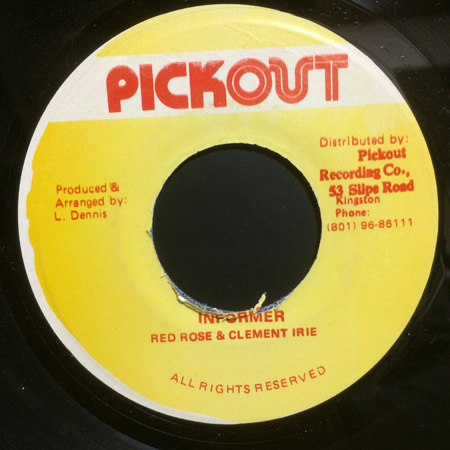 PICKOUT
Produced &
Arranged by:
L. Dennis
Distributed by:
Pickout
Recording Co.,
53 Slipe Road
Kingston
Phone:
(801) 96-86111
INFORMER
RED ROSE & CLEMENT IRIE
ALL RIGHTS RESERVED